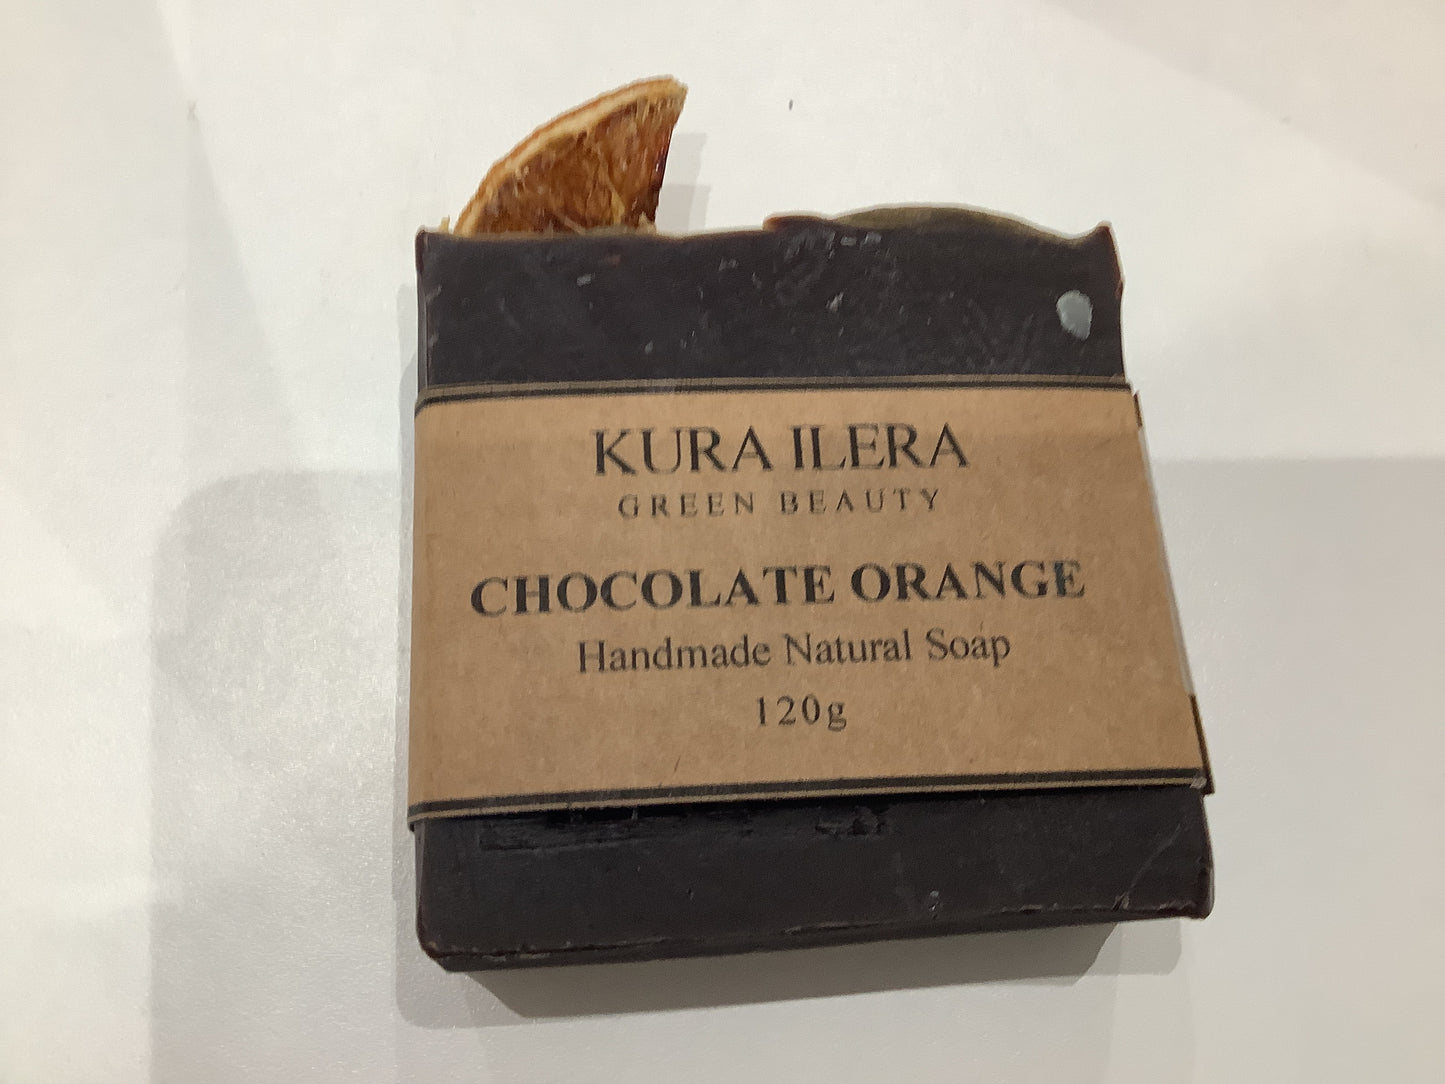 KURA ILERA
GREEN BEAUTY
CHOCOLATE ORANGE
Handmade Natural Soap
120g